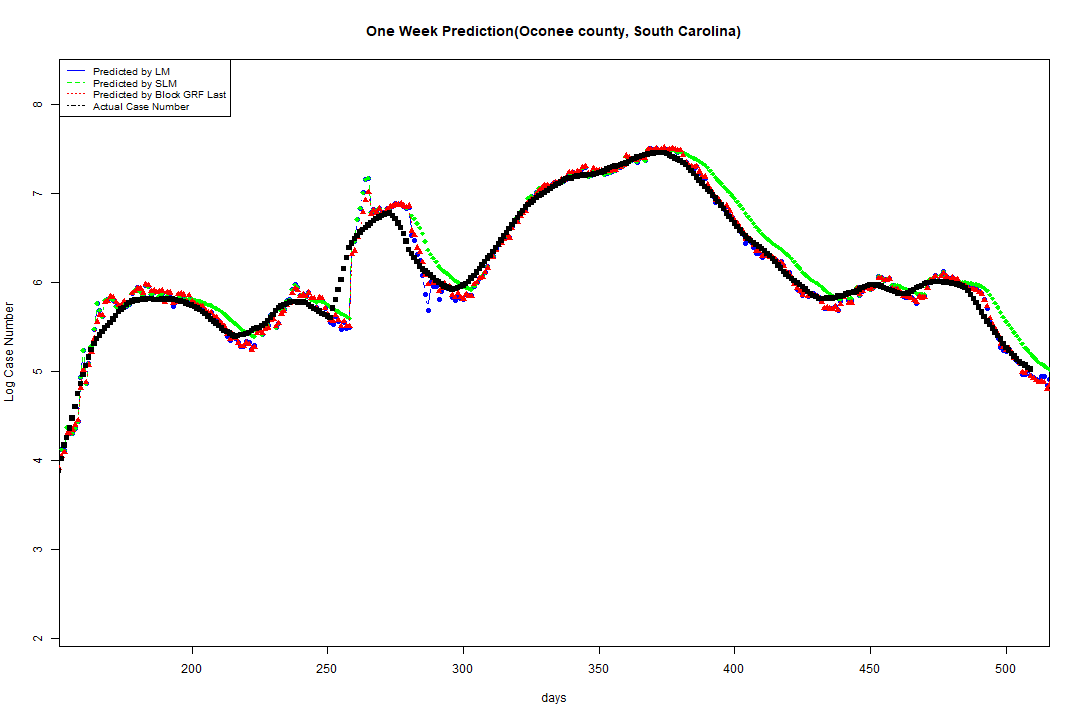 One Week Prediction(Oconee county, South Carolina)
Predicted by LM
Predicted by SLM
Predicted by Block GRF Last
Actual Case Number
8
7
6
5
4
3
2
Log Case Number
200 250 300 350 400 450 500
days